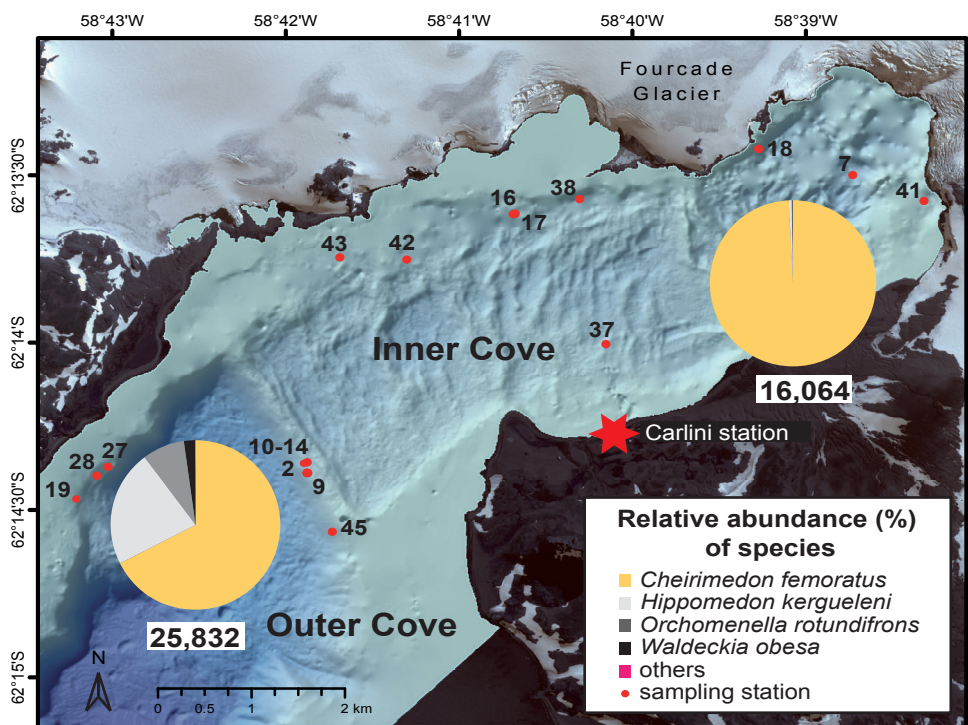 58°43'W 58°42'W 58°41'W 58°40'W 58°39'W
Fourcade
Glacier
62°13'30"S
62°14'S
62°14'30"S
62°15'S
18
7
41
38
16
17
43
42
37
Inner Cove
16,064
Carlini station
10-14
2
9
27
28
19
45
25,832
Outer Cove
N
0 0.5 1 2 km
Relative abundance (%)
of species
Cheirimedon femoratus
Hippomedon kergueleni
Orchomenella rotundifrons
Waldeckia obesa
others
sampling station